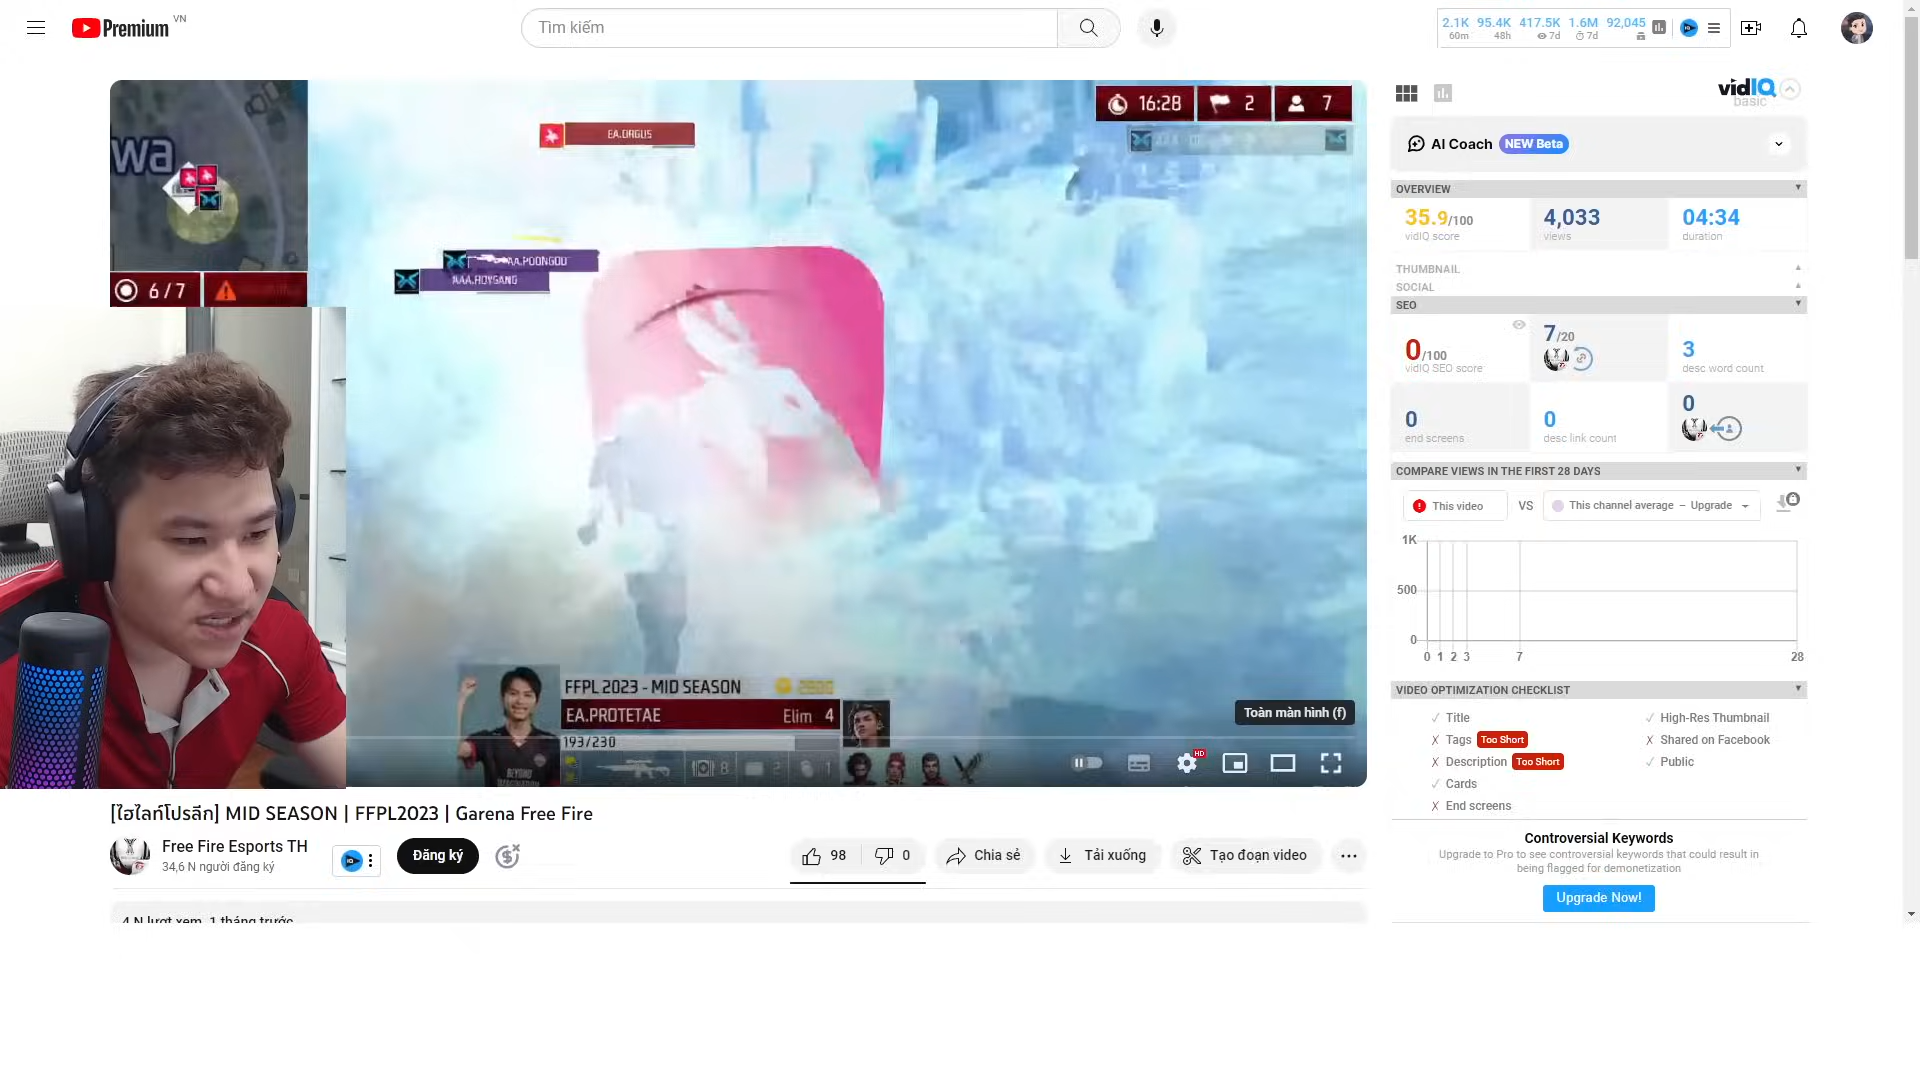 Premium VN
Tìm kiếm
2.1K 95.4K 417.5K 1.6M 92,045
60m 48h 7d 7d
wa
EA.ORGUS
16:28 2 7
AA.POONGOU
AAA.ROYGANG
6/7
FFPL 2023 - MID SEASON
EA.PROTETAE Elim 4
193/230
8 2 1
Toàn màn hình (f)
HD
[ไฮไลท์โปรลีก] MID SEASON | FFPL2023 | Garena Free Fire
Free Fire Esports TH
34,6 N người đăng ký
Đăng ký
98 0 Chia sẻ Tải xuống Tạo đoạn video
4 N lượt xem 1 tháng trước
vidIQ
basic
AI Coach NEW Beta
OVERVIEW
35.9/100 4,033 04:34
vidIQ score views duration
THUMBNAIL
SOCIAL
SEO
0/100 7/20 3
vidIQ SEO score desc word count
0 0 0
end screens desc link count
COMPARE VIEWS IN THE FIRST 28 DAYS
This video VS This channel average – Upgrade
1K
500
0
0 1 2 3 7 28
VIDEO OPTIMIZATION CHECKLIST
Title High-Res Thumbnail
Tags Too Short Shared on Facebook
Description Too Short Public
Cards
End screens
Controversial Keywords
Upgrade to Pro to see controversial keywords that could result in
being flagged for demonetization
Upgrade Now!